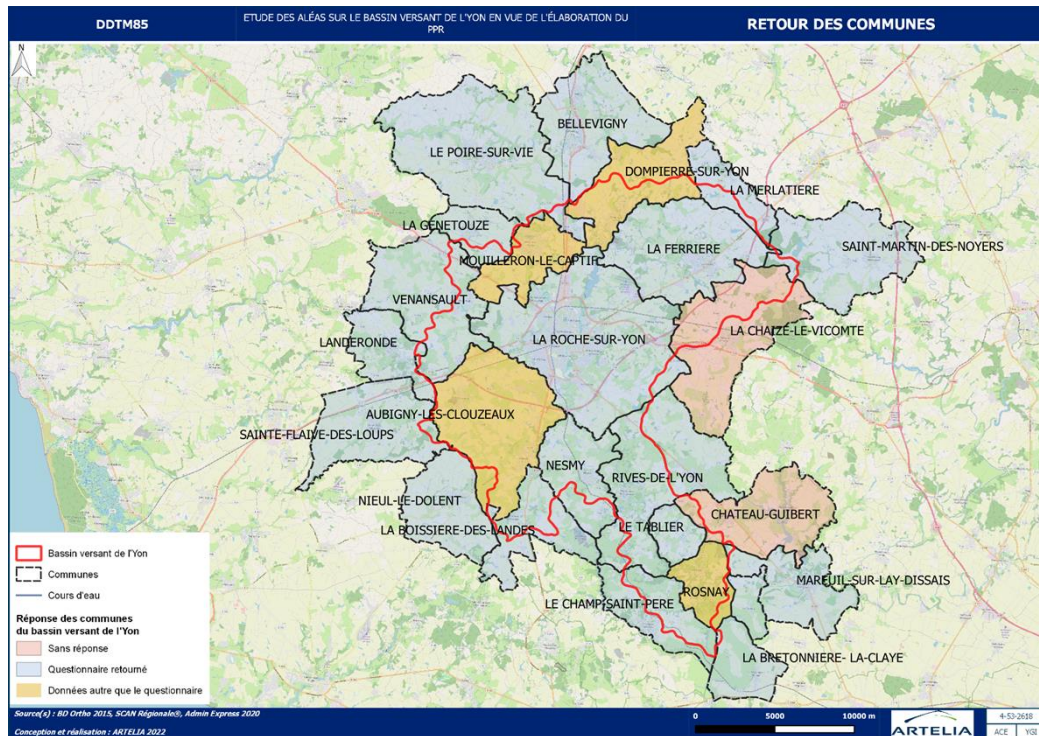 DDTM85
ETUDE DES ALÉAS SUR LE BASSIN VERSANT DE L'YON EN VUE DE L'ÉLABORATION DU
PPR
RETOUR DES COMMUNES
N
BELLEVIGNY
LE POIRE-SUR-VIE
DOMPIERRE-SUR-YON
LA MERLATIERE
LA GÉNETOUZE
LA FERRIERE
SAINT-MARTIN-DES-NOYERS
MOUILLERON-LE-CAPTIF
VENANSAULT
LA CHAIZE-LE-VICOMTE
LANDERONDE
LA ROCHE-SUR-YON
AUBIGNY-LES-CLOUZEAUX
SAINTE-FLAIVE-DES-LOUPS
NESMY
RIVES-DE-L'YON
NIEUL-LE-DOLENT
CHATEAU-GUIBERT
LA BOISSIERE-DES-LANDES
LE TABLIER
MAREUIL-SUR-LAY-DISSAIS
ROSNAY
LE CHAMP-SAINT-PERE
LA BRETONNIERE- LA-CLAYE
Bassin versant de l'Yon
Communes
Cours d'eau
Réponse des communes
du bassin versant de l'Yon
Sans réponse
Questionnaire retourné
Données autre que le questionnaire
Source(s) : BD Ortho 2015, SCAN Régionale®, Admin Express 2020
Conception et réalisation : ARTELIA 2022
0 5000 10000 m
ARTELIA
4-53-2618
ACE YGI